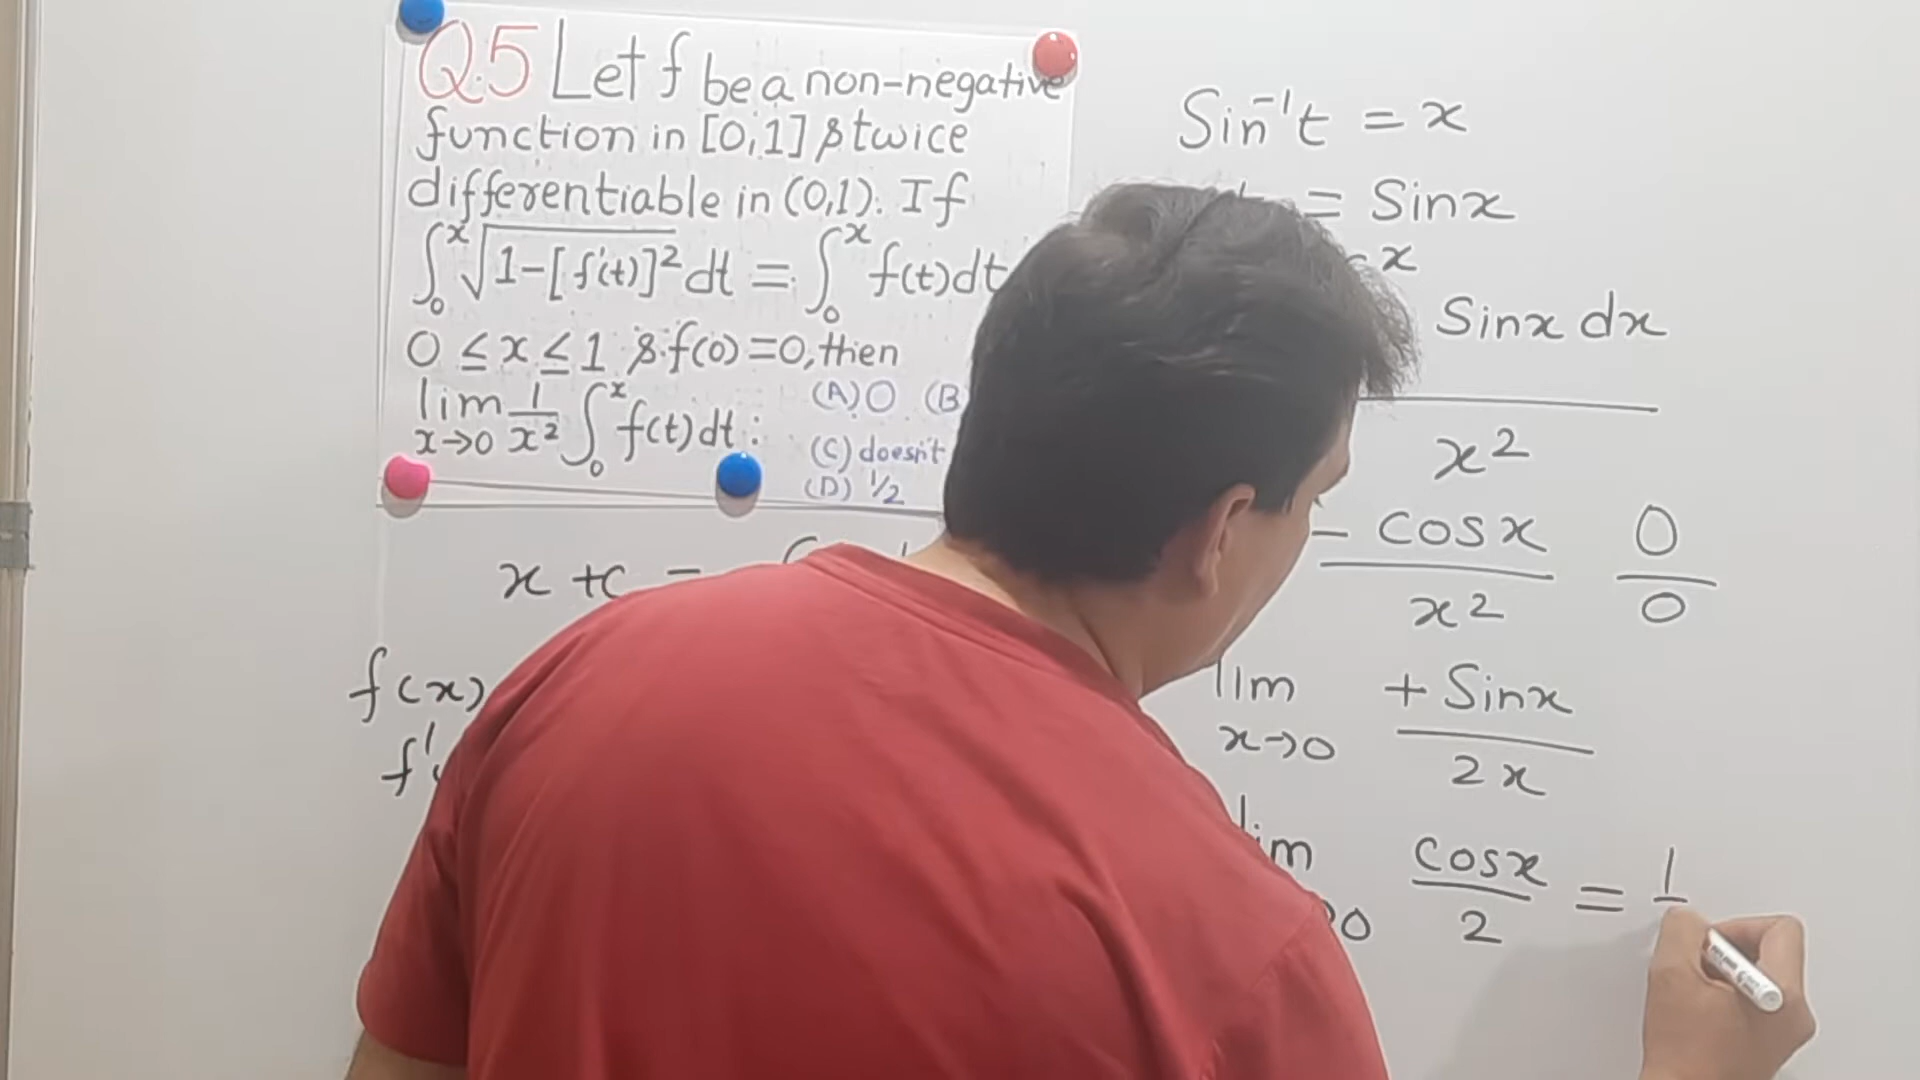 Q.5 Let f be a non-negative
function in [0,1] & twice
differentiable in (0,1). If
∫₀ˣ √1-[f'(t)]² dt = ∫₀ˣ f(t)dt
0 ≤ x ≤ 1 & f(0)=0, then
lim x→0 1/x² ∫₀ˣ f(t)dt :
(A) 0 (B
(C) doesn't
(D) 1/2
x + c =
f(x)
f'
Sin⁻¹t = x
= Sinx
x
Sinx dx
x²
- cosx / x² 0/0
lim x→0 + Sinx / 2x
lim cosx / 2 = 1